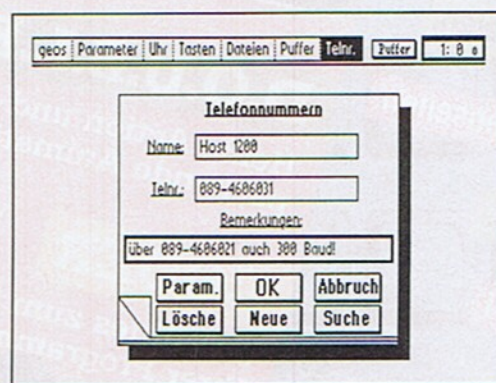 geos Parameter Uhr Tasten Dateien Puffer Telnr. Puffer 1: 0 o
Telefonnummern
Name: Host 1200
Telnr.: 089-4606031
Bemerkungen:
über 089-4606021 auch 300 Baud!
Param. OK Abbruch
Lösche Neue Suche